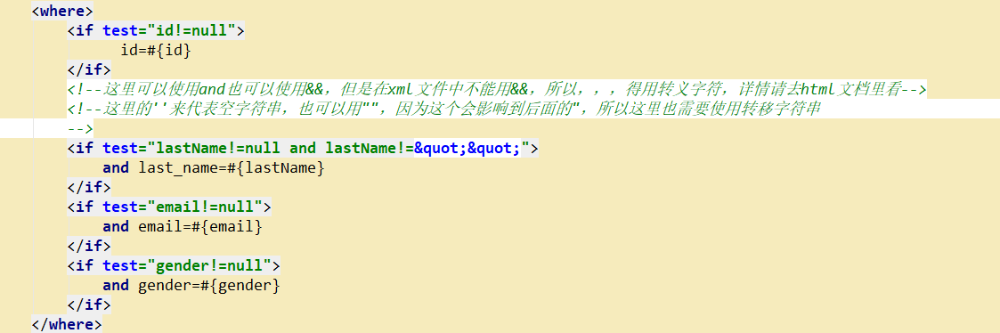 <where>
<if test="id!=null">
id=#{id}
</if>
<!--这里可以使用and也可以使用&&，但是在xml文件中不能用&&，所以，，，得用转义字符，详情请去html文档里看-->
<!--这里的''来代表空字符串，也可以用""，因为这个会影响到后面的"，所以这里也需要使用转移字符串
-->
<if test="lastName!=null and lastName!=&quot;&quot;">
and last_name=#{lastName}
</if>
<if test="email!=null">
and email=#{email}
</if>
<if test="gender!=null">
and gender=#{gender}
</if>
</where>